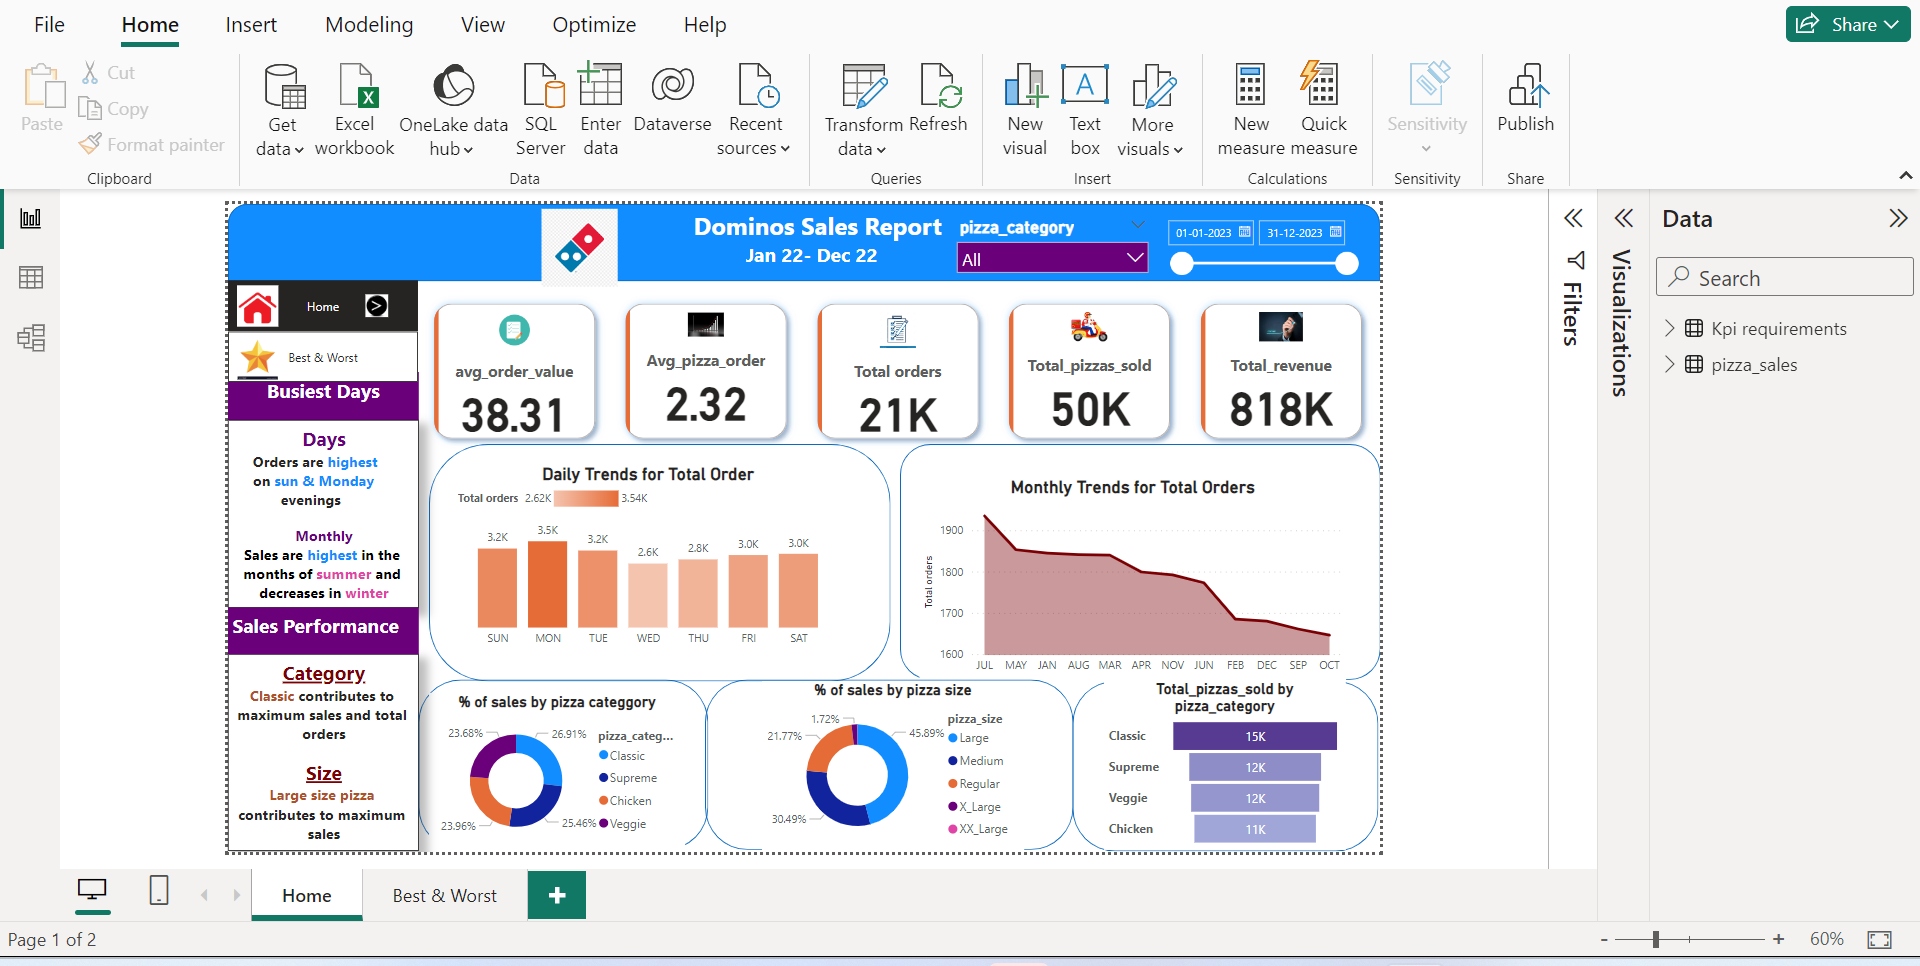 File Home Insert Modeling View Optimize Help Share
Paste
Cut
Copy
Format painter
Clipboard
Get data
Excel workbook
OneLake data hub
SQL Server
Enter data
Dataverse
Recent sources
Data
Transform data
Refresh
Queries
New visual
Text box
More visuals
Insert
New measure
Quick measure
Calculations
Sensitivity
Sensitivity
Publish
Share
Dominos Sales Report
Jan 22- Dec 22
pizza_category
All
01-01-2023 31-12-2023
Home
Best & Worst
Busiest Days
Days
Orders are highest
on sun & Monday
evenings
Monthly
Sales are highest in the
months of summer and
decreases in winter
Sales Performance
Category
Classic contributes to
maximum sales and total
orders
Size
Large size pizza
contributes to maximum
sales
avg_order_value
38.31
Avg_pizza_order
2.32
Total orders
21K
Total_pizzas_sold
50K
Total_revenue
818K
Daily Trends for Total Order
Total orders 2.62K 3.54K
3.2K 3.5K 3.2K 2.6K 2.8K 3.0K 3.0K
SUN MON TUE WED THU FRI SAT
Monthly Trends for Total Orders
Total orders
1900
1800
1700
1600
JUL MAY JAN AUG MAR APR NOV JUN FEB DEC SEP OCT
% of sales by pizza categgory
23.68% 26.91%
23.96% 25.46%
pizza_categ...
Classic
Supreme
Chicken
Veggie
% of sales by pizza size
1.72%
21.77% 45.89%
30.49%
pizza_size
Large
Medium
Regular
X_Large
XX_Large
Total_pizzas_sold by
pizza_category
Classic 15K
Supreme 12K
Veggie 12K
Chicken 11K
Filters
Visualizations
Data
Search
Kpi requirements
pizza_sales
Home Best & Worst +
Page 1 of 2
- + 60%